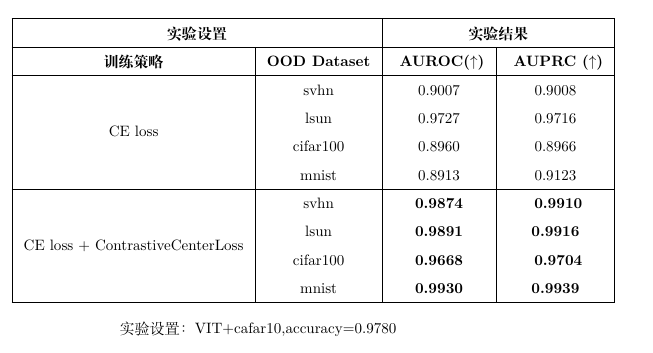 实验设置 实验结果
训练策略 OOD Dataset AUROC(↑) AUPRC (↑)
svhn 0.9007 0.9008
lsun 0.9727 0.9716
CE loss
cifar100 0.8960 0.8966
mnist 0.8913 0.9123
svhn 0.9874 0.9910
lsun 0.9891 0.9916
CE loss + ContrastiveCenterLoss
cifar100 0.9668 0.9704
mnist 0.9930 0.9939
实验设置：VIT+cafar10,accuracy=0.9780